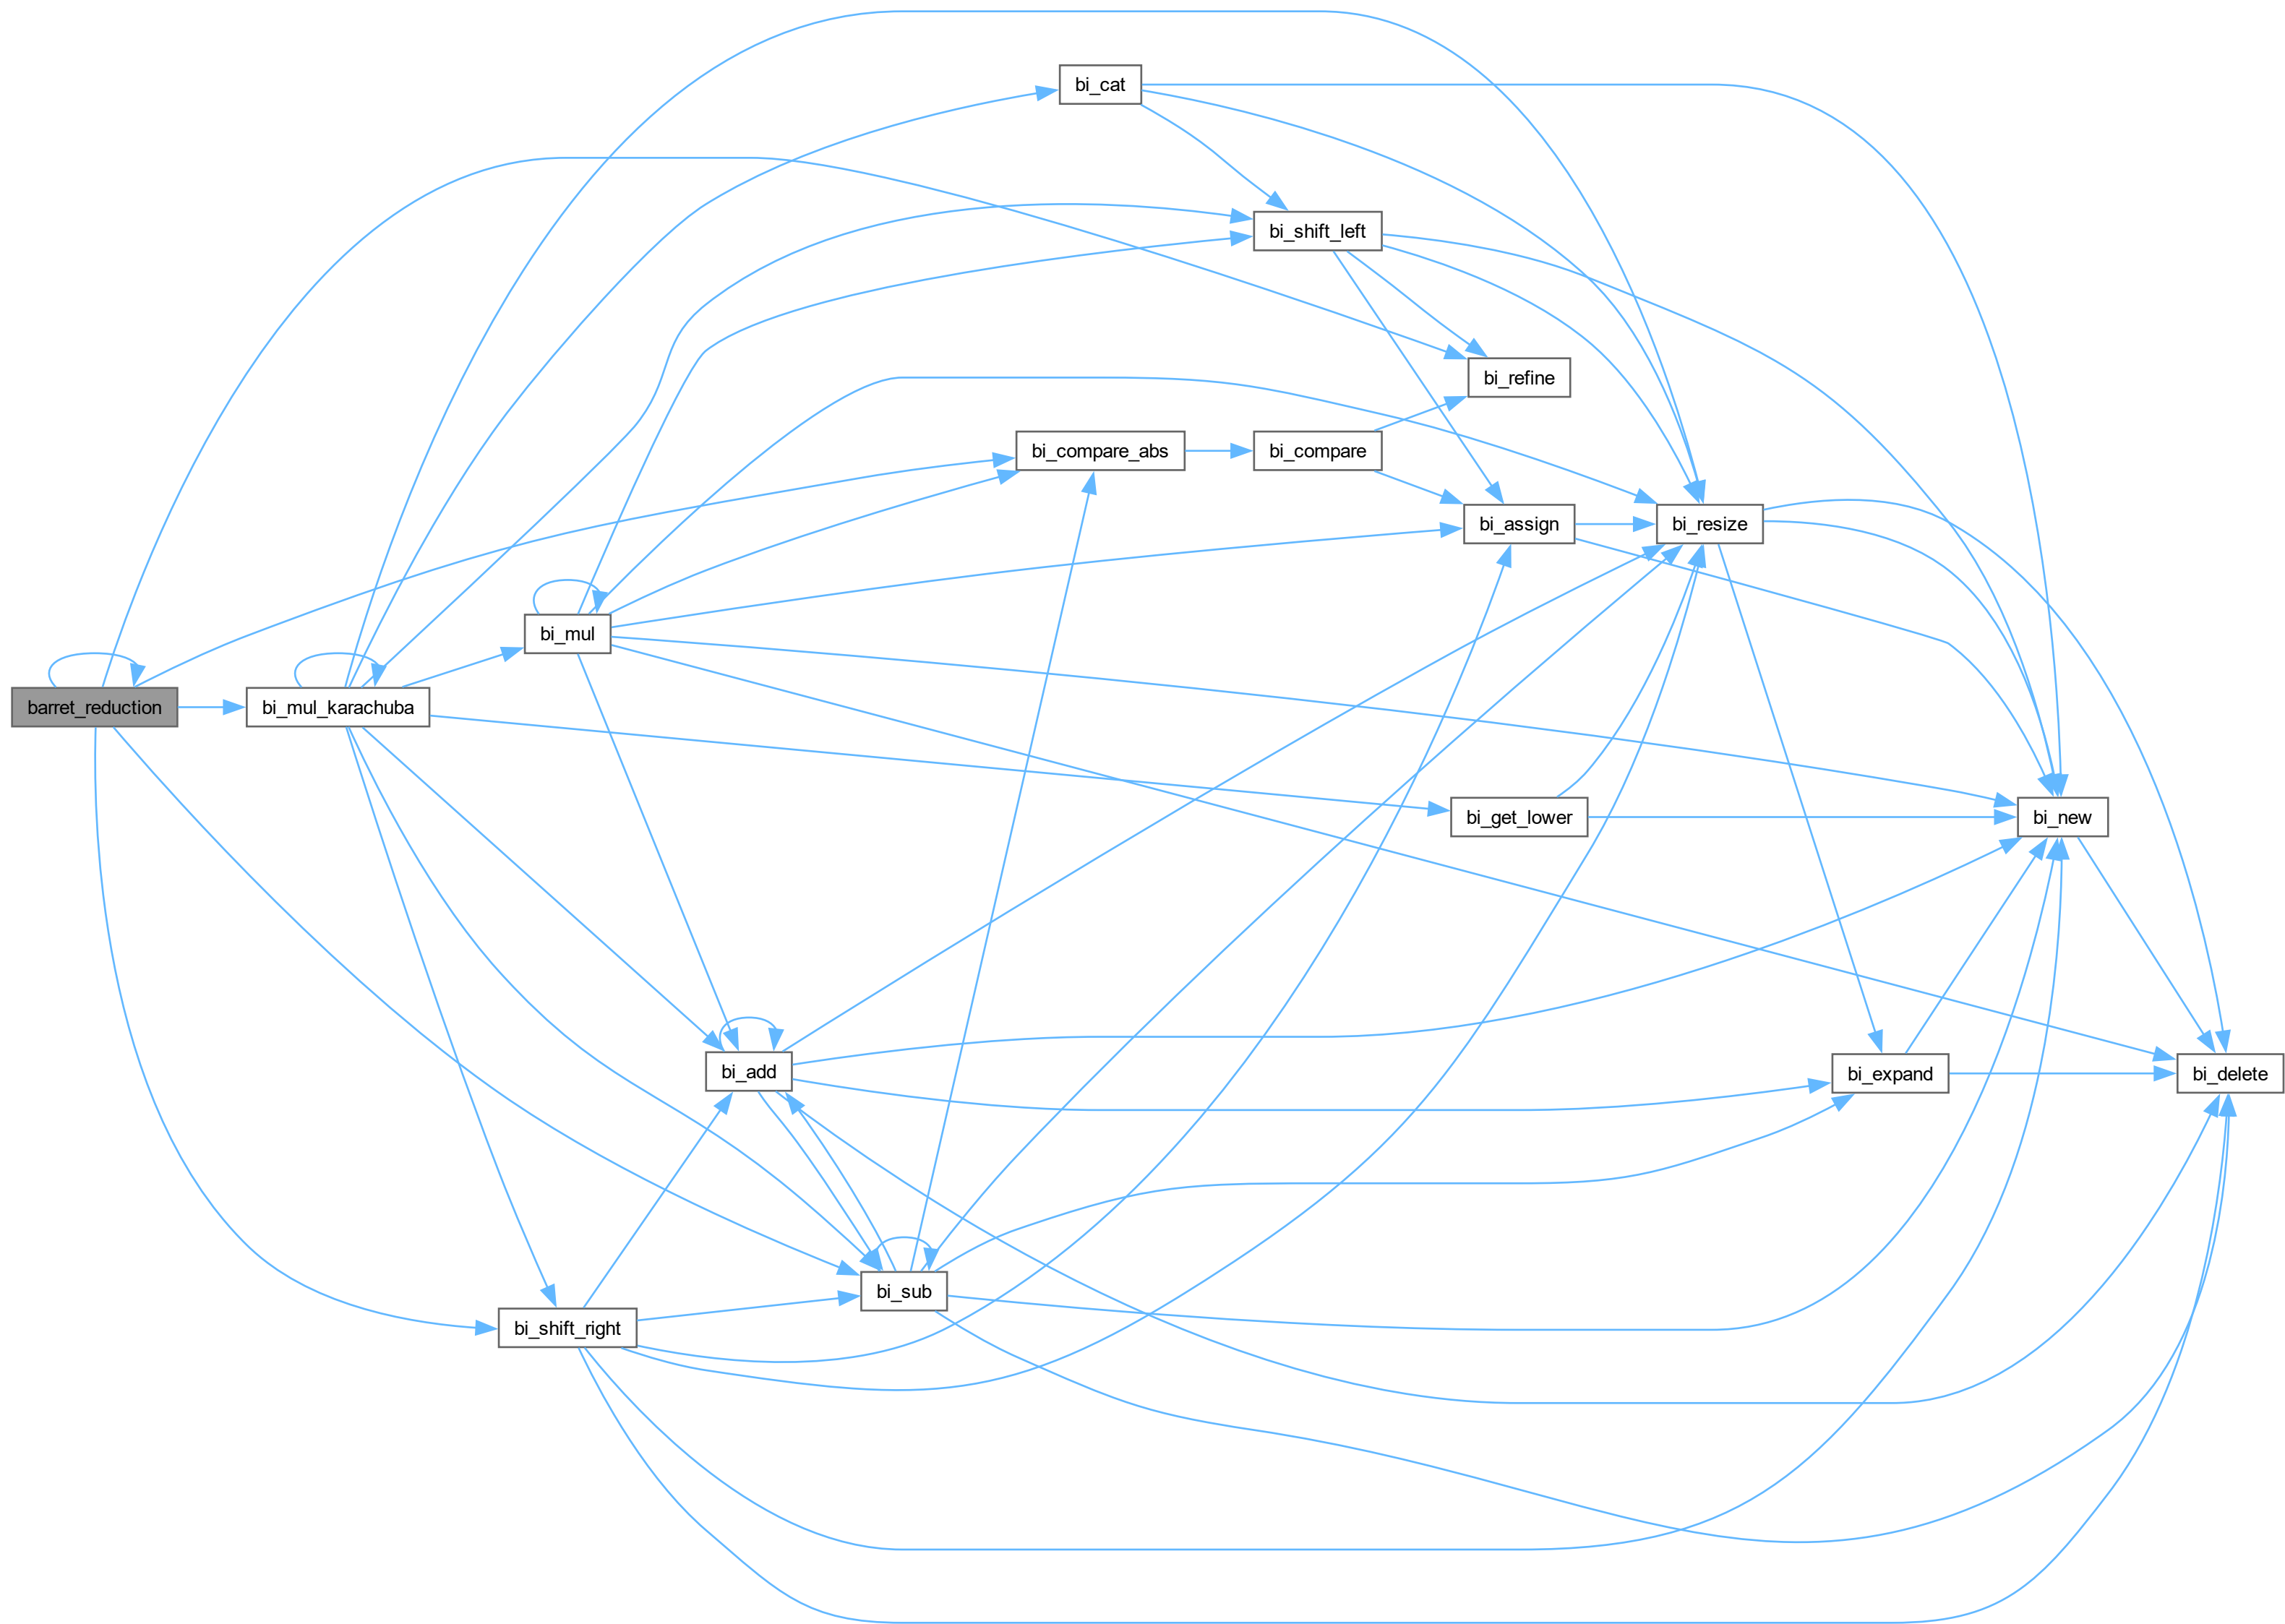 bi_cat
bi_shift_left
bi_refine
bi_compare_abs
bi_compare
bi_assign
bi_resize
bi_mul
barret_reduction
bi_mul_karachuba
bi_get_lower
bi_new
bi_add
bi_expand
bi_delete
bi_sub
bi_shift_right